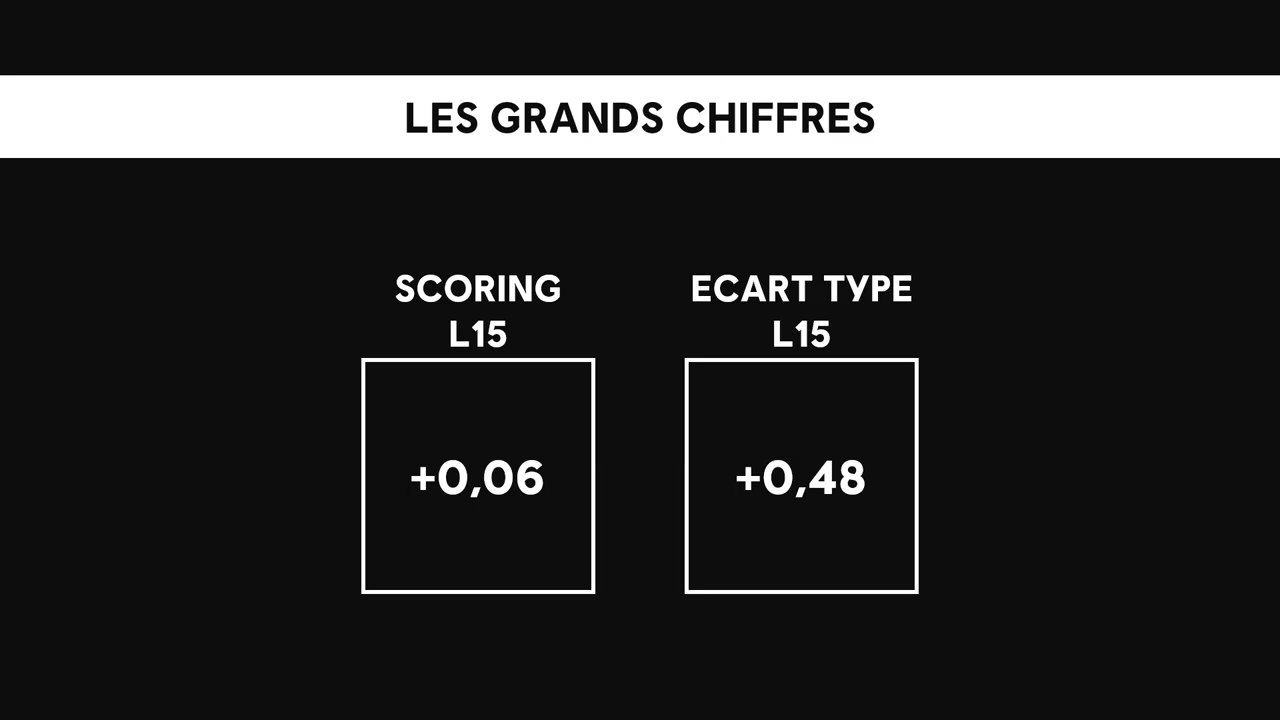 LES GRANDS CHIFFRES
SCORING
L15
ECART TYPE
L15
+0,06
+0,48